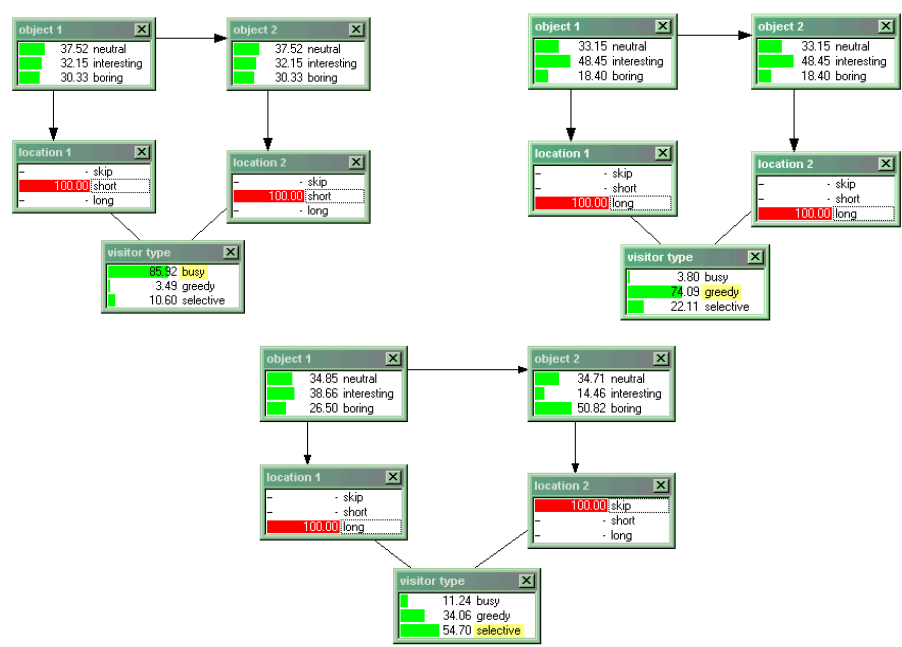 object 1
37.52 neutral
32.15 interesting
30.33 boring
object 2
37.52 neutral
32.15 interesting
30.33 boring
location 1
- - skip
100.00 short
- - long
location 2
- - skip
100.00 short
- - long
visitor type
85.92 busy
3.49 greedy
10.60 selective
object 1
33.15 neutral
48.45 interesting
18.40 boring
object 2
33.15 neutral
48.45 interesting
18.40 boring
location 1
- - skip
- - short
100.00 long
location 2
- - skip
- - short
100.00 long
visitor type
3.80 busy
74.09 greedy
22.11 selective
object 1
34.85 neutral
38.66 interesting
26.50 boring
object 2
34.71 neutral
14.46 interesting
50.82 boring
location 1
- - skip
- - short
100.00 long
location 2
100.00 skip
- - short
- - long
visitor type
11.24 busy
34.06 greedy
54.70 selective